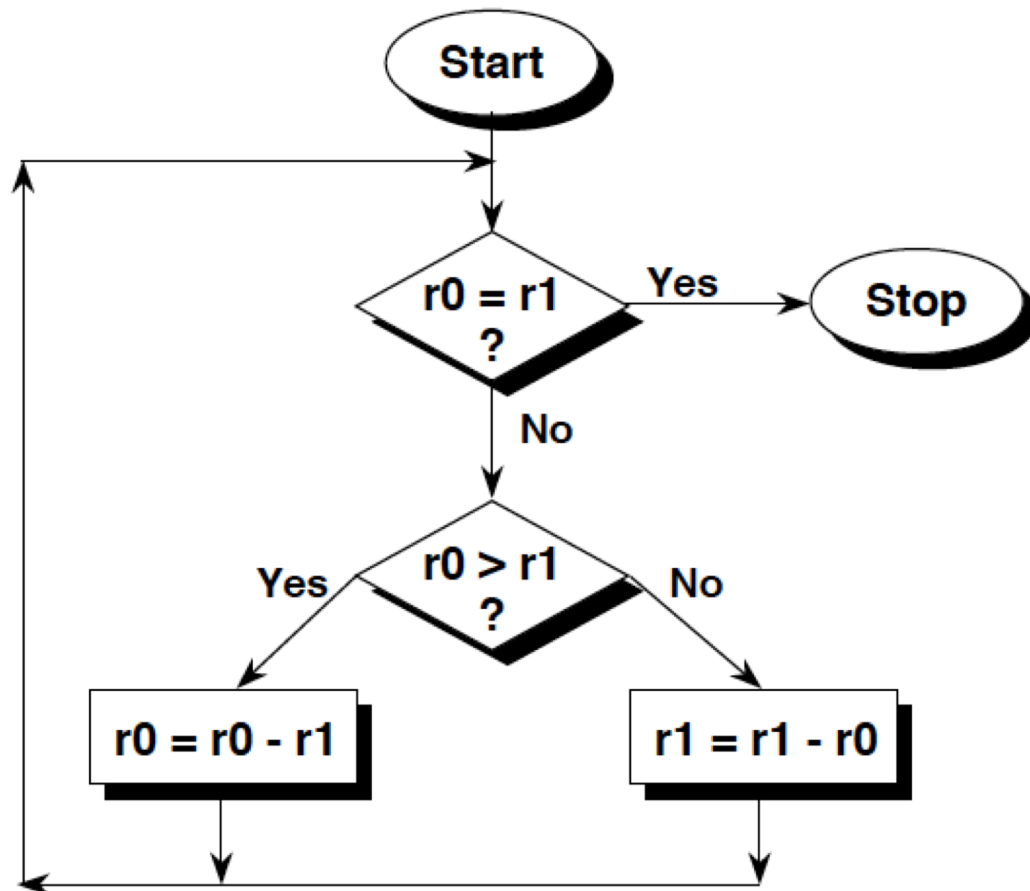 Start
r0 = r1
?
Yes
Stop
No
r0 > r1
?
Yes
No
r0 = r0 - r1
r1 = r1 - r0